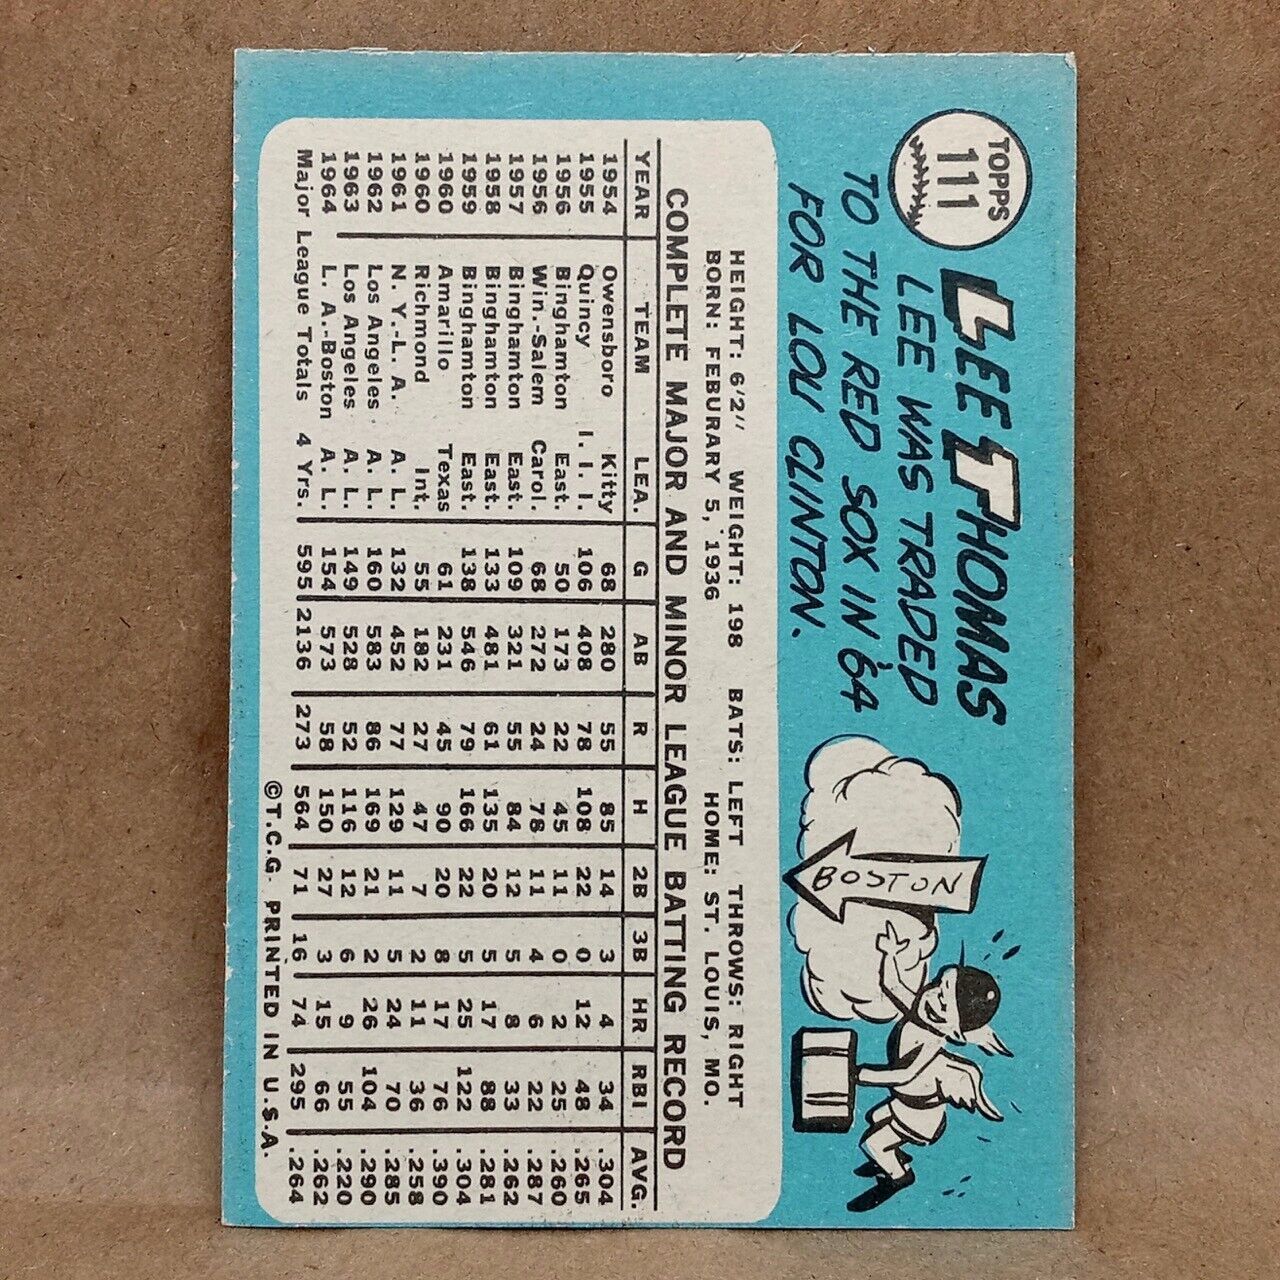 TOPPS
111
LEE THOMAS
LEE WAS TRADED
TO THE RED SOX IN '64
FOR LOU CLINTON.
BOSTON
HEIGHT: 6'2" WEIGHT: 198 BATS: LEFT THROWS: RIGHT
BORN: FEBURARY 5, 1936 HOME: ST. LOUIS, MO.
COMPLETE MAJOR AND MINOR LEAGUE BATTING RECORD
YEAR TEAM LEA. G AB R H 2B 3B HR RBI AVG.
1954 Owensboro Kitty 68 280 55 85 14 3 4 34 .304
1955 Quincy I. I. I. 106 408 78 108 22 0 12 48 .265
1956 Binghamton East. 50 173 22 45 11 0 2 25 .260
1956 Win.-Salem Carol. 68 272 24 78 11 4 6 22 .287
1957 Binghamton East. 109 321 55 84 12 5 8 33 .262
1958 Binghamton East. 133 481 61 135 20 5 17 88 .281
1959 Binghamton East. 138 546 79 166 22 5 25 122 .304
1960 Amarillo Texas 61 231 45 90 20 8 17 76 .390
1960 Richmond Int. 55 182 27 47 7 2 11 36 .258
1961 N. Y.-L. A. A. L. 132 452 77 129 11 5 24 70 .285
1962 Los Angeles A. L. 160 583 86 169 21 2 26 104 .290
1963 Los Angeles A. L. 149 528 52 116 12 6 9 55 .220
1964 L. A.-Boston A. L. 154 573 58 150 27 3 15 66 .262
Major League Totals 4 Yrs. 595 2136 273 564 71 16 74 295 .264
©T.C.G. PRINTED IN U.S.A.